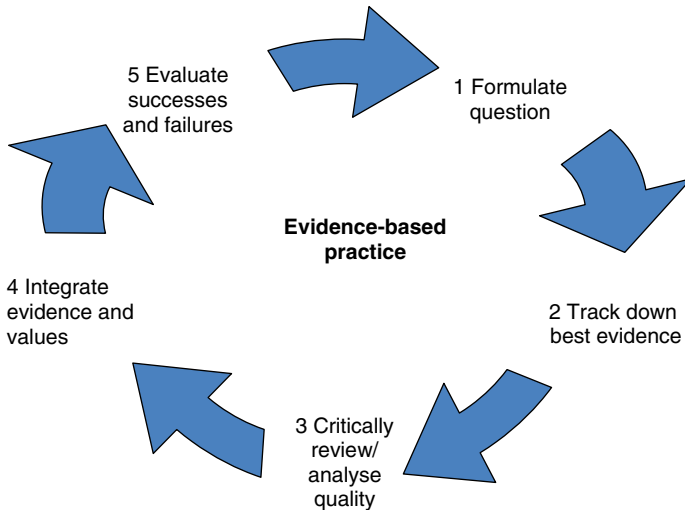 1 Formulate
question
2 Track down
best evidence
3 Critically
review/
analyse
quality
4 Integrate
evidence and
values
5 Evaluate
successes
and failures
Evidence-based
practice